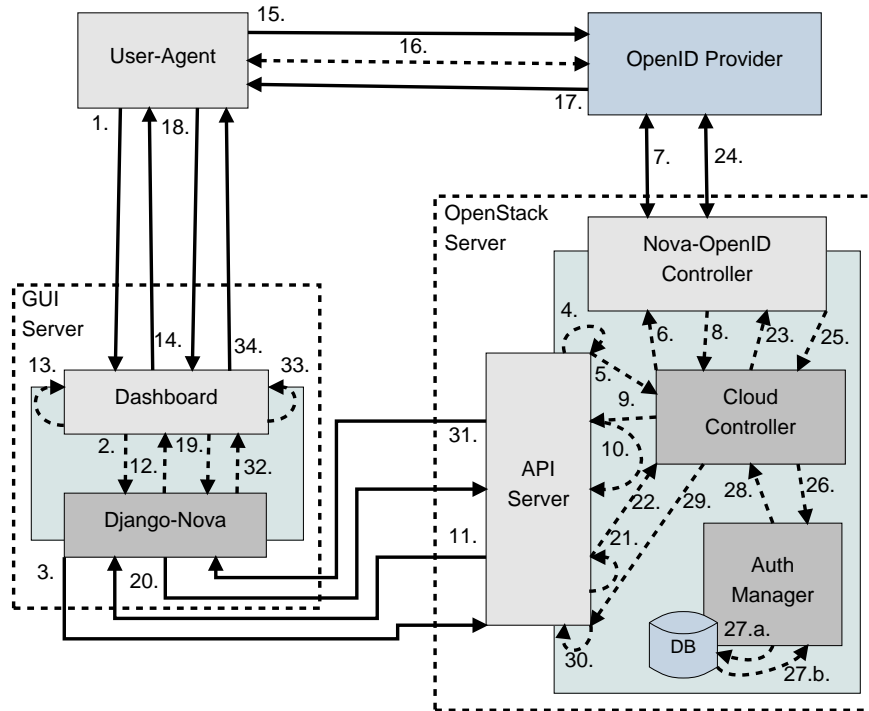 15.
User-Agent
16.
OpenID Provider
17.
1.
18.
7.
24.
OpenStack
Server
Nova-OpenID
Controller
GUI
Server
14.
34.
4.
6.
8.
23.
25.
13.
33.
5.
Dashboard
Cloud
Controller
9.
2.
12.
19.
32.
31.
10.
API
Server
22.
29.
28.
26.
Django-Nova
11.
21.
3.
20.
Auth
Manager
30.
DB
27.a.
27.b.